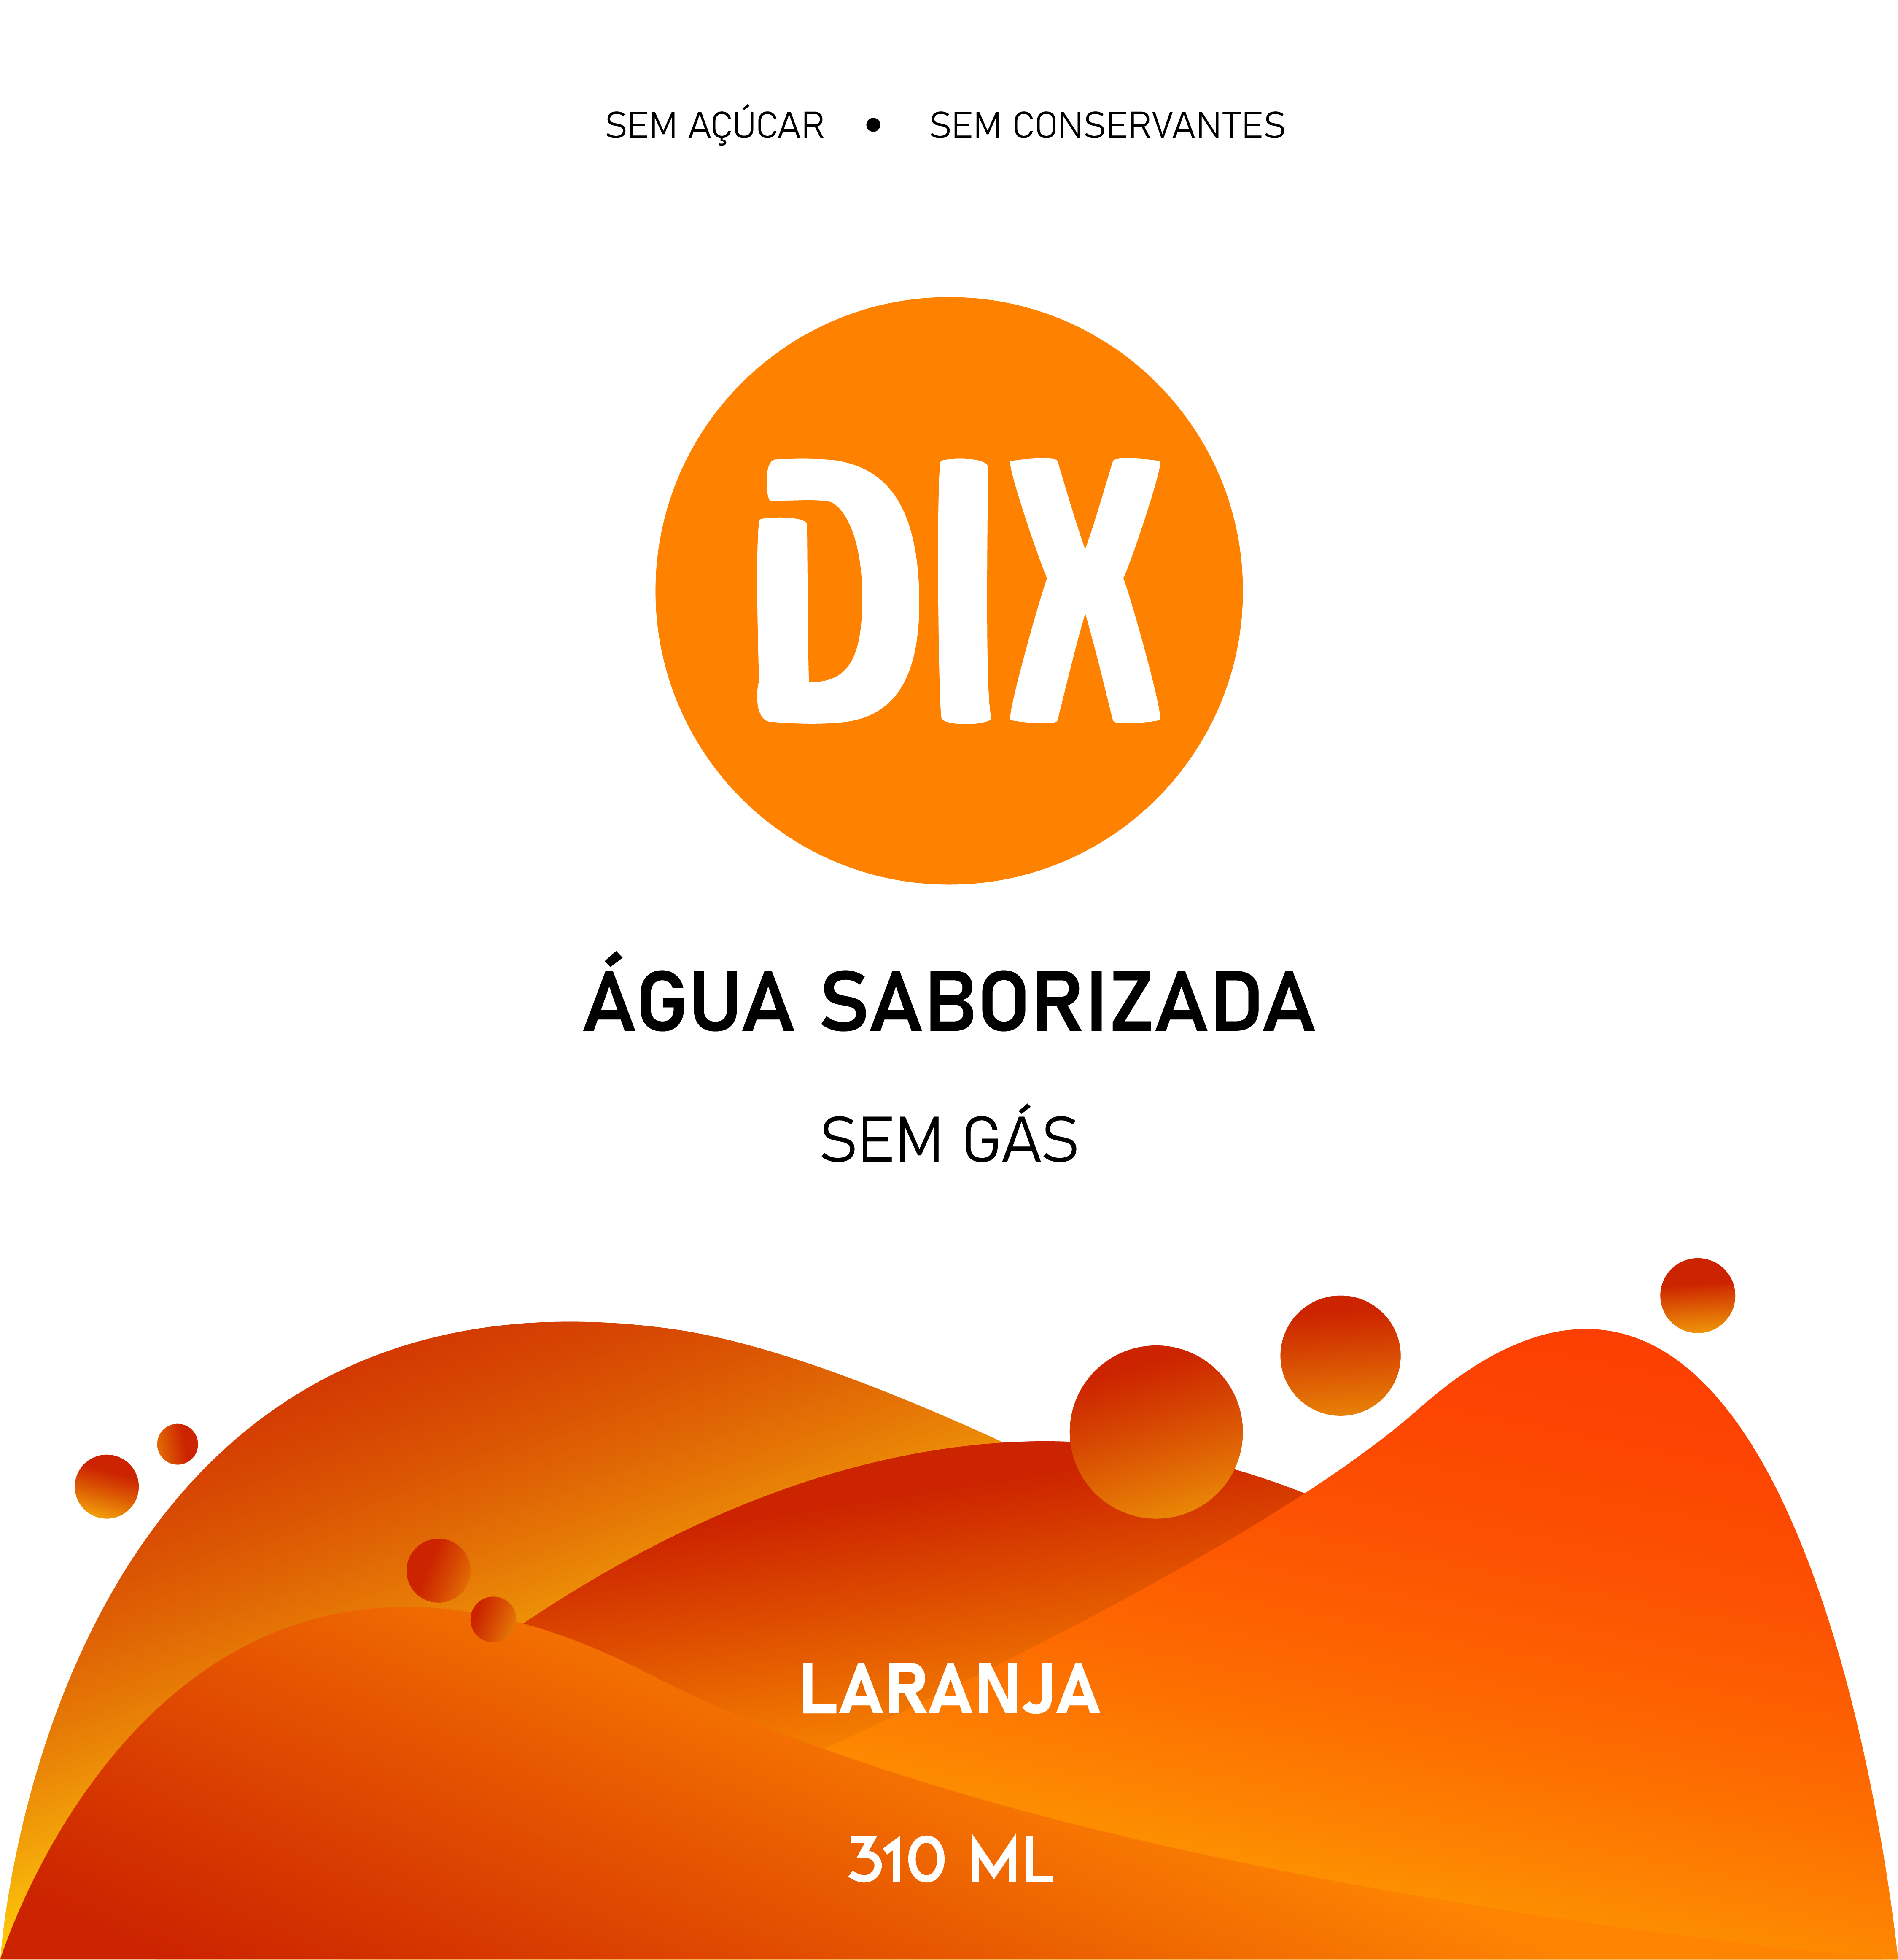 SEM AÇÚCAR • SEM CONSERVANTES
DIX
ÁGUA SABORIZADA
SEM GÁS
LARANJA
310 ML